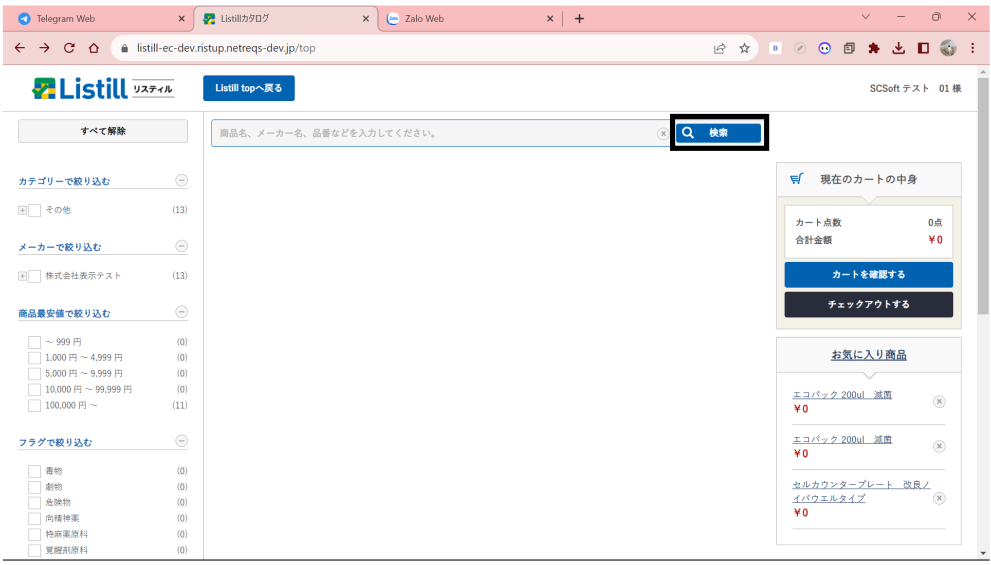 Telegram Web
Listillカタログ
Zalo Web
listill-ec-dev.ristup.netreqs-dev.jp/top
Listill リスティル
Listill topへ戻る
SCSoft テスト 01 様
すべて解除
商品名、メーカー名、品番などを入力してください。
検索
カテゴリーで絞り込む
その他 (13)
メーカーで絞り込む
株式会社表示テスト (13)
商品最安値で絞り込む
～ 999 円 (0)
1,000 円 ～ 4,999 円 (0)
5,000 円 ～ 9,999 円 (0)
10,000 円 ～ 99,999 円 (0)
100,000 円 ～ (11)
フラグで絞り込む
毒物 (0)
劇物 (0)
危険物 (0)
向精神薬 (0)
特麻薬原料 (0)
覚醒剤原料 (0)
現在のカートの中身
カート点数 0点
合計金額 ¥0
カートを確認する
チェックアウトする
お気に入り商品
エコパック 200ul 滅菌
¥0
エコパック 200ul 滅菌
¥0
セルカウンタープレート 改良ノ
イバウエルタイプ
¥0